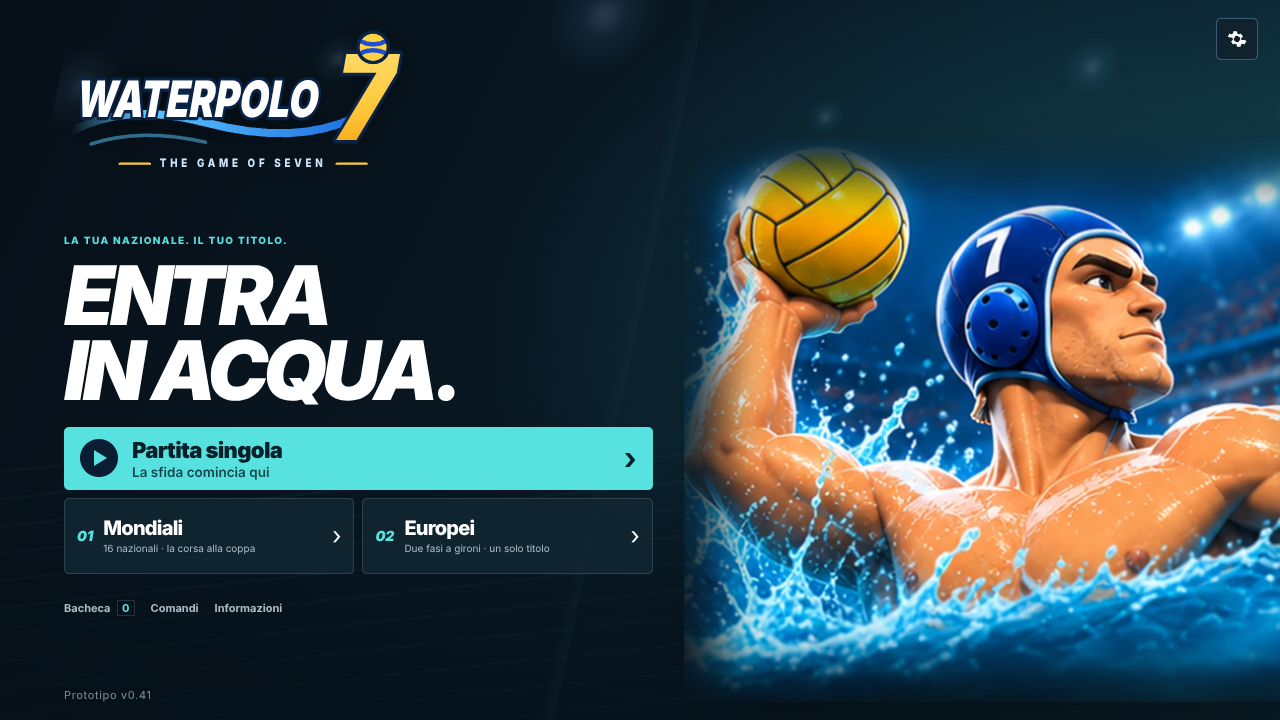 WATERPOLO 7
THE GAME OF SEVEN
LA TUA NAZIONALE. IL TUO TITOLO.
ENTRA
IN ACQUA.
Partita singola
La sfida comincia qui
01 Mondiali
16 nazionali · la corsa alla coppa
02 Europei
Due fasi a gironi · un solo titolo
Bacheca 0 Comandi Informazioni
Prototipo v0.41
7